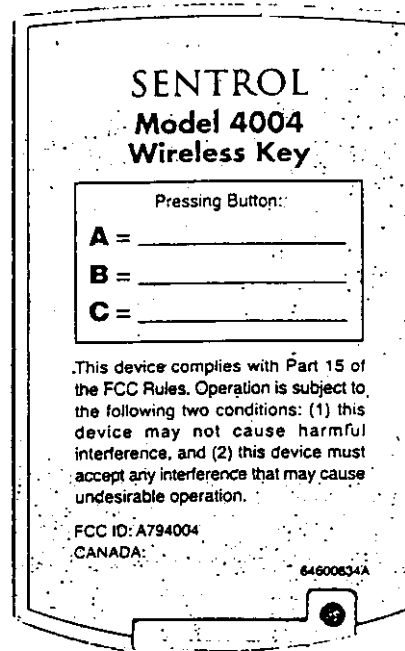 SENTROL
Model 4004
Wireless Key
Pressing Button:
A =
B =
C =
This device complies with Part 15 of
the FCC Rules. Operation is subject to
the following two conditions: (1) this
device may not cause harmful
interference, and (2) this device must
accept any interference that may cause
undesirable operation.
FCC ID: A794004
CANADA:
64600634A